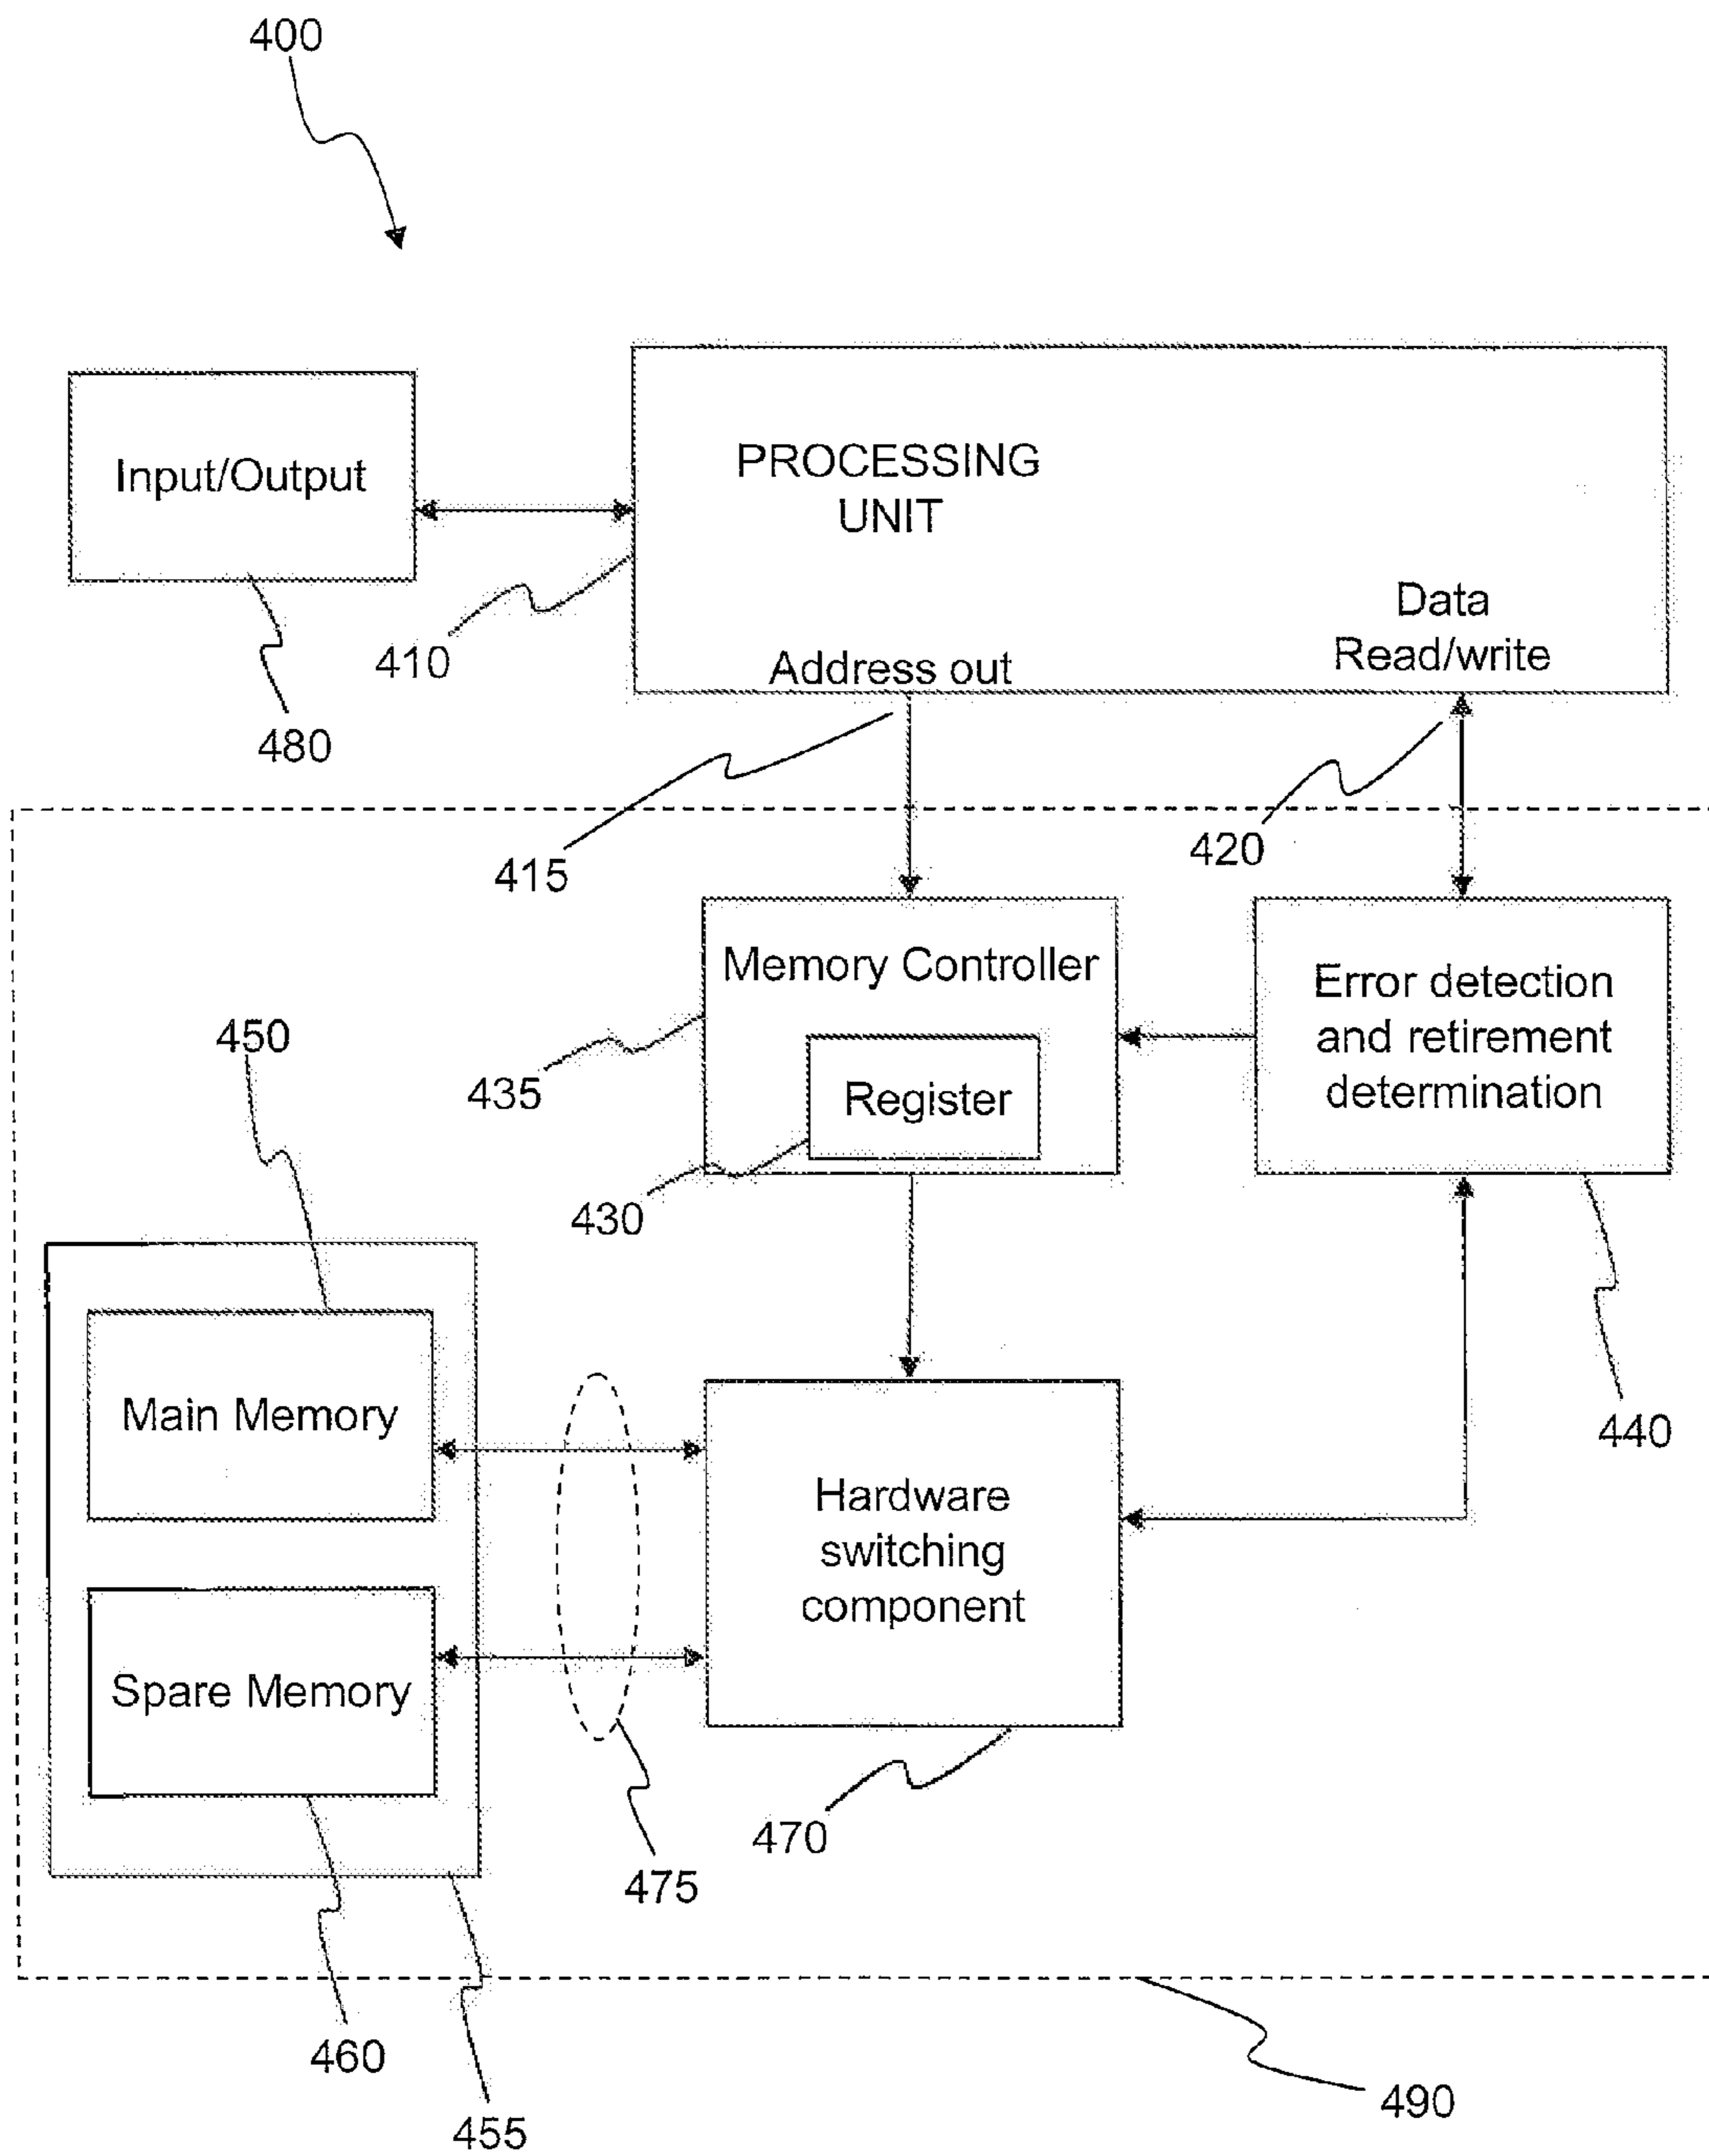 400
Input/Output
PROCESSING
UNIT
Data
Read/write
Address out
410
480
415
420
Memory Controller
Register
435
430
Error detection
and retirement
determination
440
450
Main Memory
Spare Memory
Hardware
switching
component
475
470
460
455
490